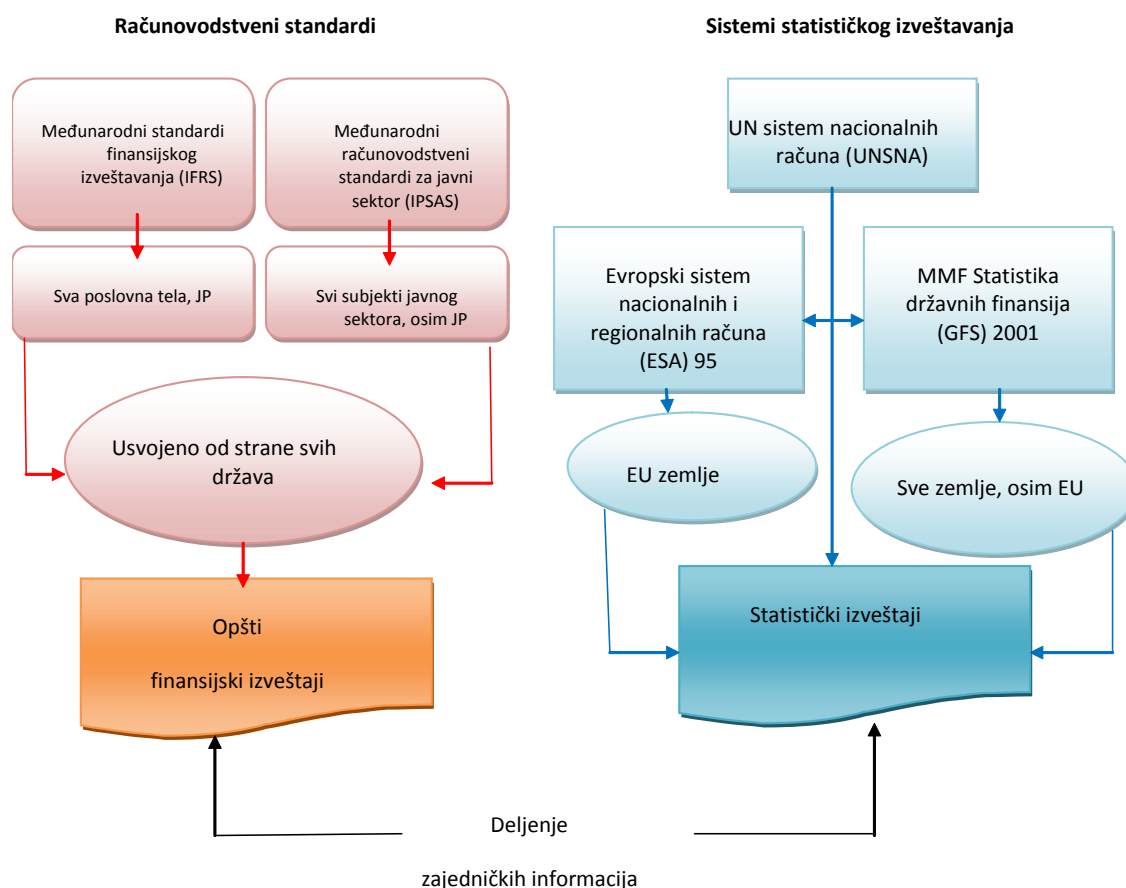 Računovodstveni standardi
Međunarodni standardi
finansijskog
izveštavanja (IFRS)
Međunarodni
računovodstveni
standardi za javni
sektor (IPSAS)
Sva poslovna tela, JP
Svi subjekti javnog
sektora, osim JP
Usvojeno od strane svih
država
Opšti
finansijski izveštaji
Sistemi statističkog izveštavanja
UN sistem nacionalnih
računa (UNSNA)
Evropski sistem
nacionalnih i
regionalnih računa
(ESA) 95
MMF Statistika
državnih finansija
(GFS) 2001
EU zemlje
Sve zemlje, osim EU
Statistički izveštaji
Deljenje
zajedničkih informacija